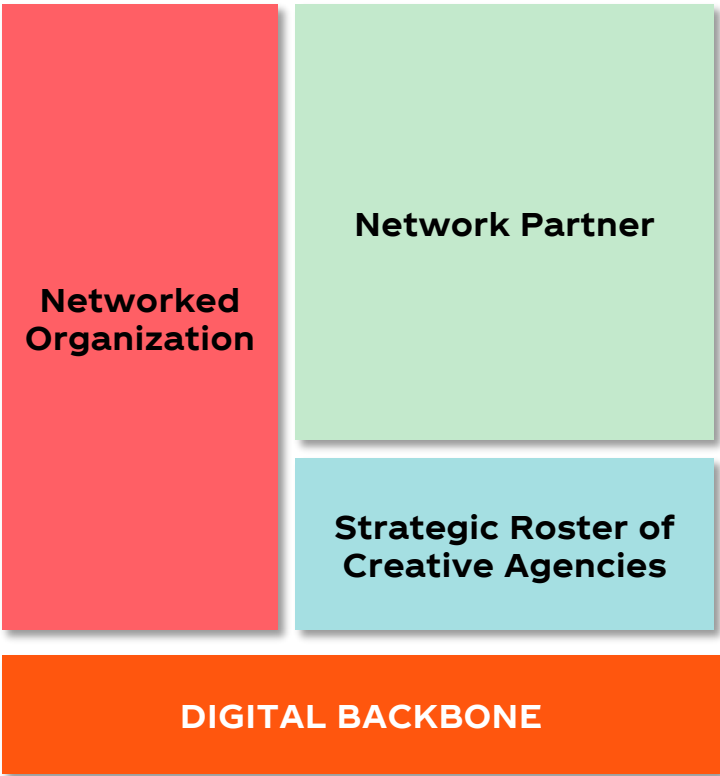 Networked
Organization
Network Partner
Strategic Roster of
Creative Agencies
DIGITAL BACKBONE